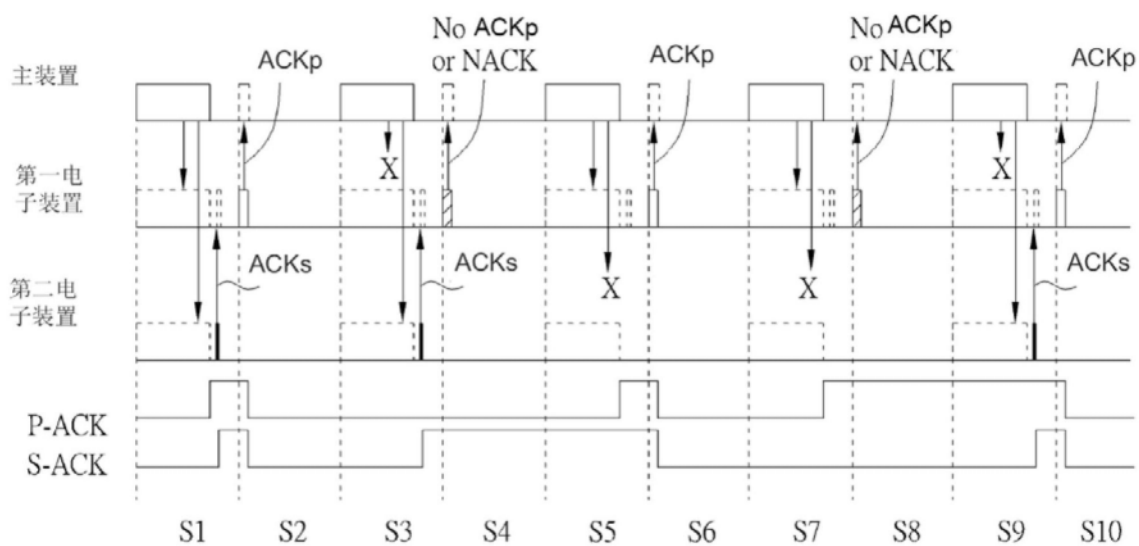 No ACKp
or NACK
No ACKp
or NACK
ACKp
ACKp
ACKp
主装置
X
X
第一电
子装置
ACKs
ACKs
ACKs
第二电
子装置
X
X
P-ACK
S-ACK
S1 S2 S3 S4 S5 S6 S7 S8 S9 S10